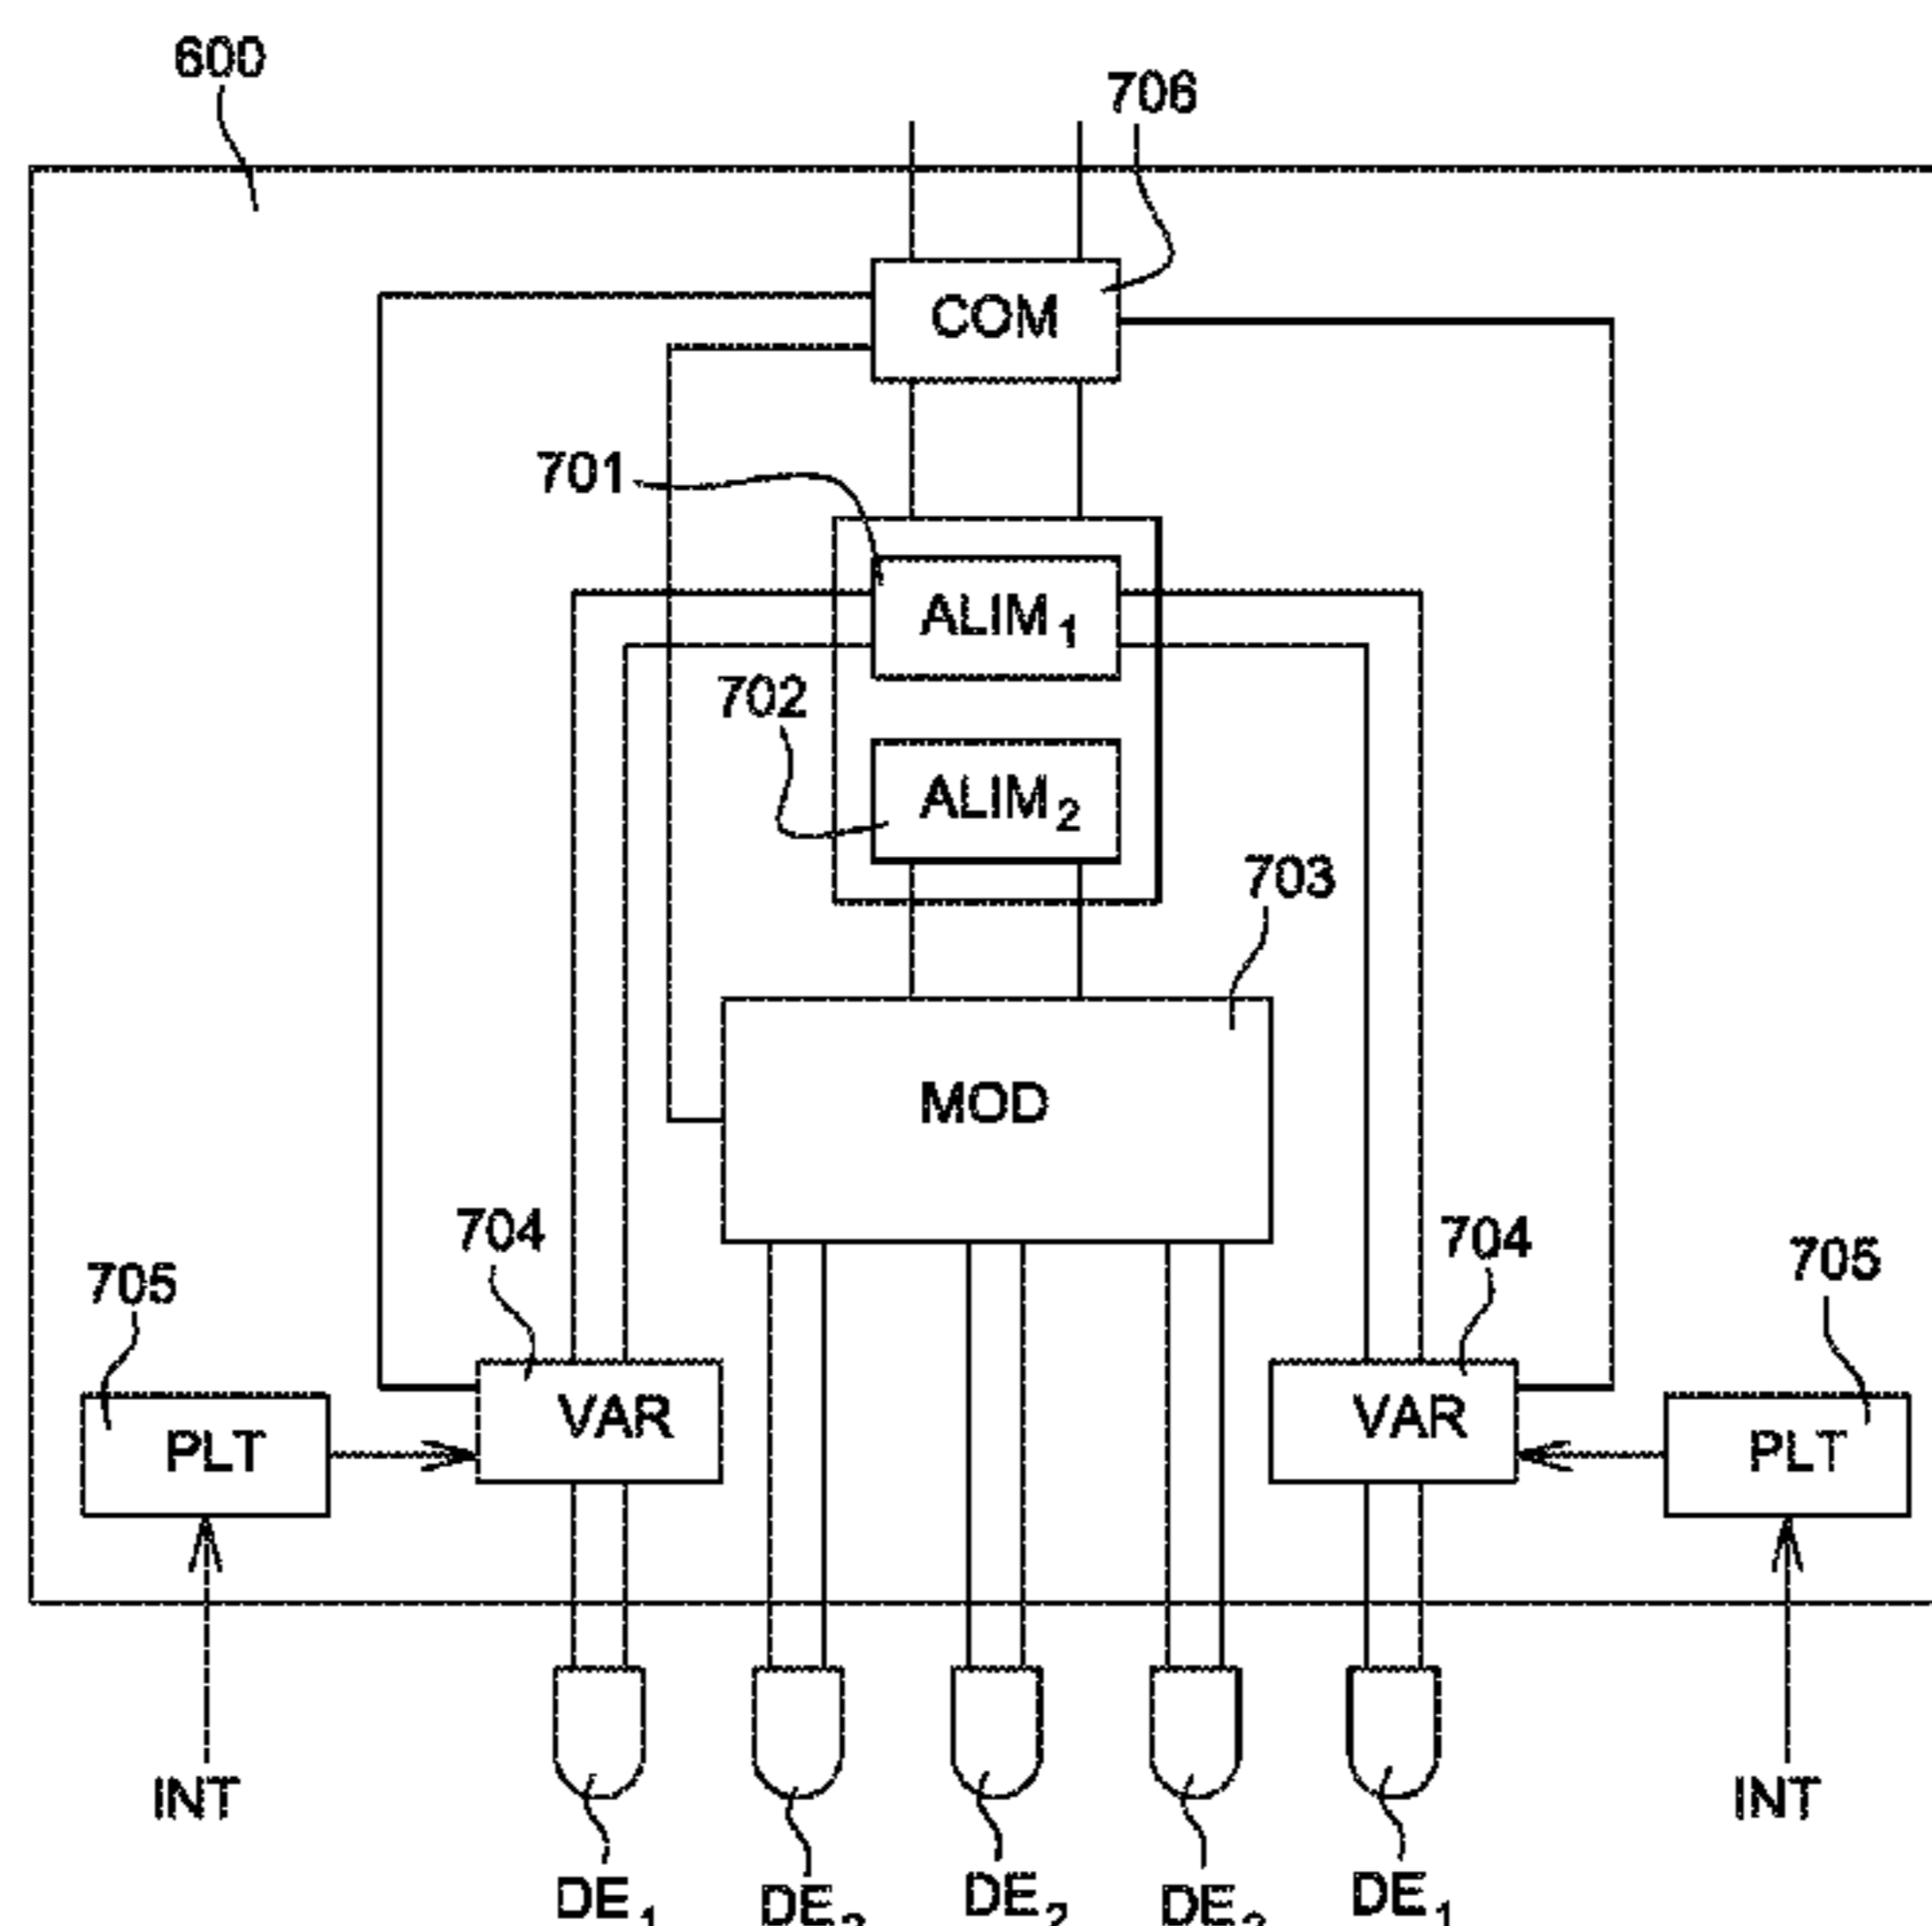 600
706
COM
701
ALIM1
702
ALIM2
703
MOD
704
704
705
705
VAR
VAR
PLT
PLT
INT
INT
DE1
DE2
DE2
DE2
DE1